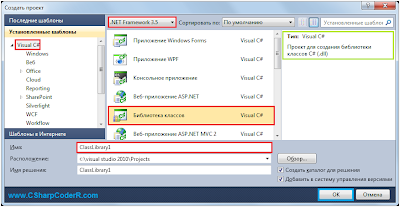 Создать проект
Последние шаблоны
.NET Framework 3.5
Сортировать по:
По умолчанию
Установленные шабло
Установленные шаблоны
Visual C#
Windows
Веб
Office
Cloud
Reporting
SharePoint
Silverlight
WCF
Workflow
Шаблоны в Интернете
Приложение Windows Forms Visual C#
Приложение WPF Visual C#
Консольное приложение Visual C#
Веб-приложение ASP.NET Visual C#
Библиотека классов Visual C#
Веб-приложение ASP.NET MVC 2 Visual C#
Тип: Visual C#
Проект для создания библиотеки
классов C# (.dll)
Имя: ClassLibrary1
Расположение: C:\visual studio 2010\Projects
Обзор...
Имя решения: ClassLibrary1
Создать каталог для решения
Добавить в систему управления версиями
www.CSharpCoderR.com
ОК
Отмена